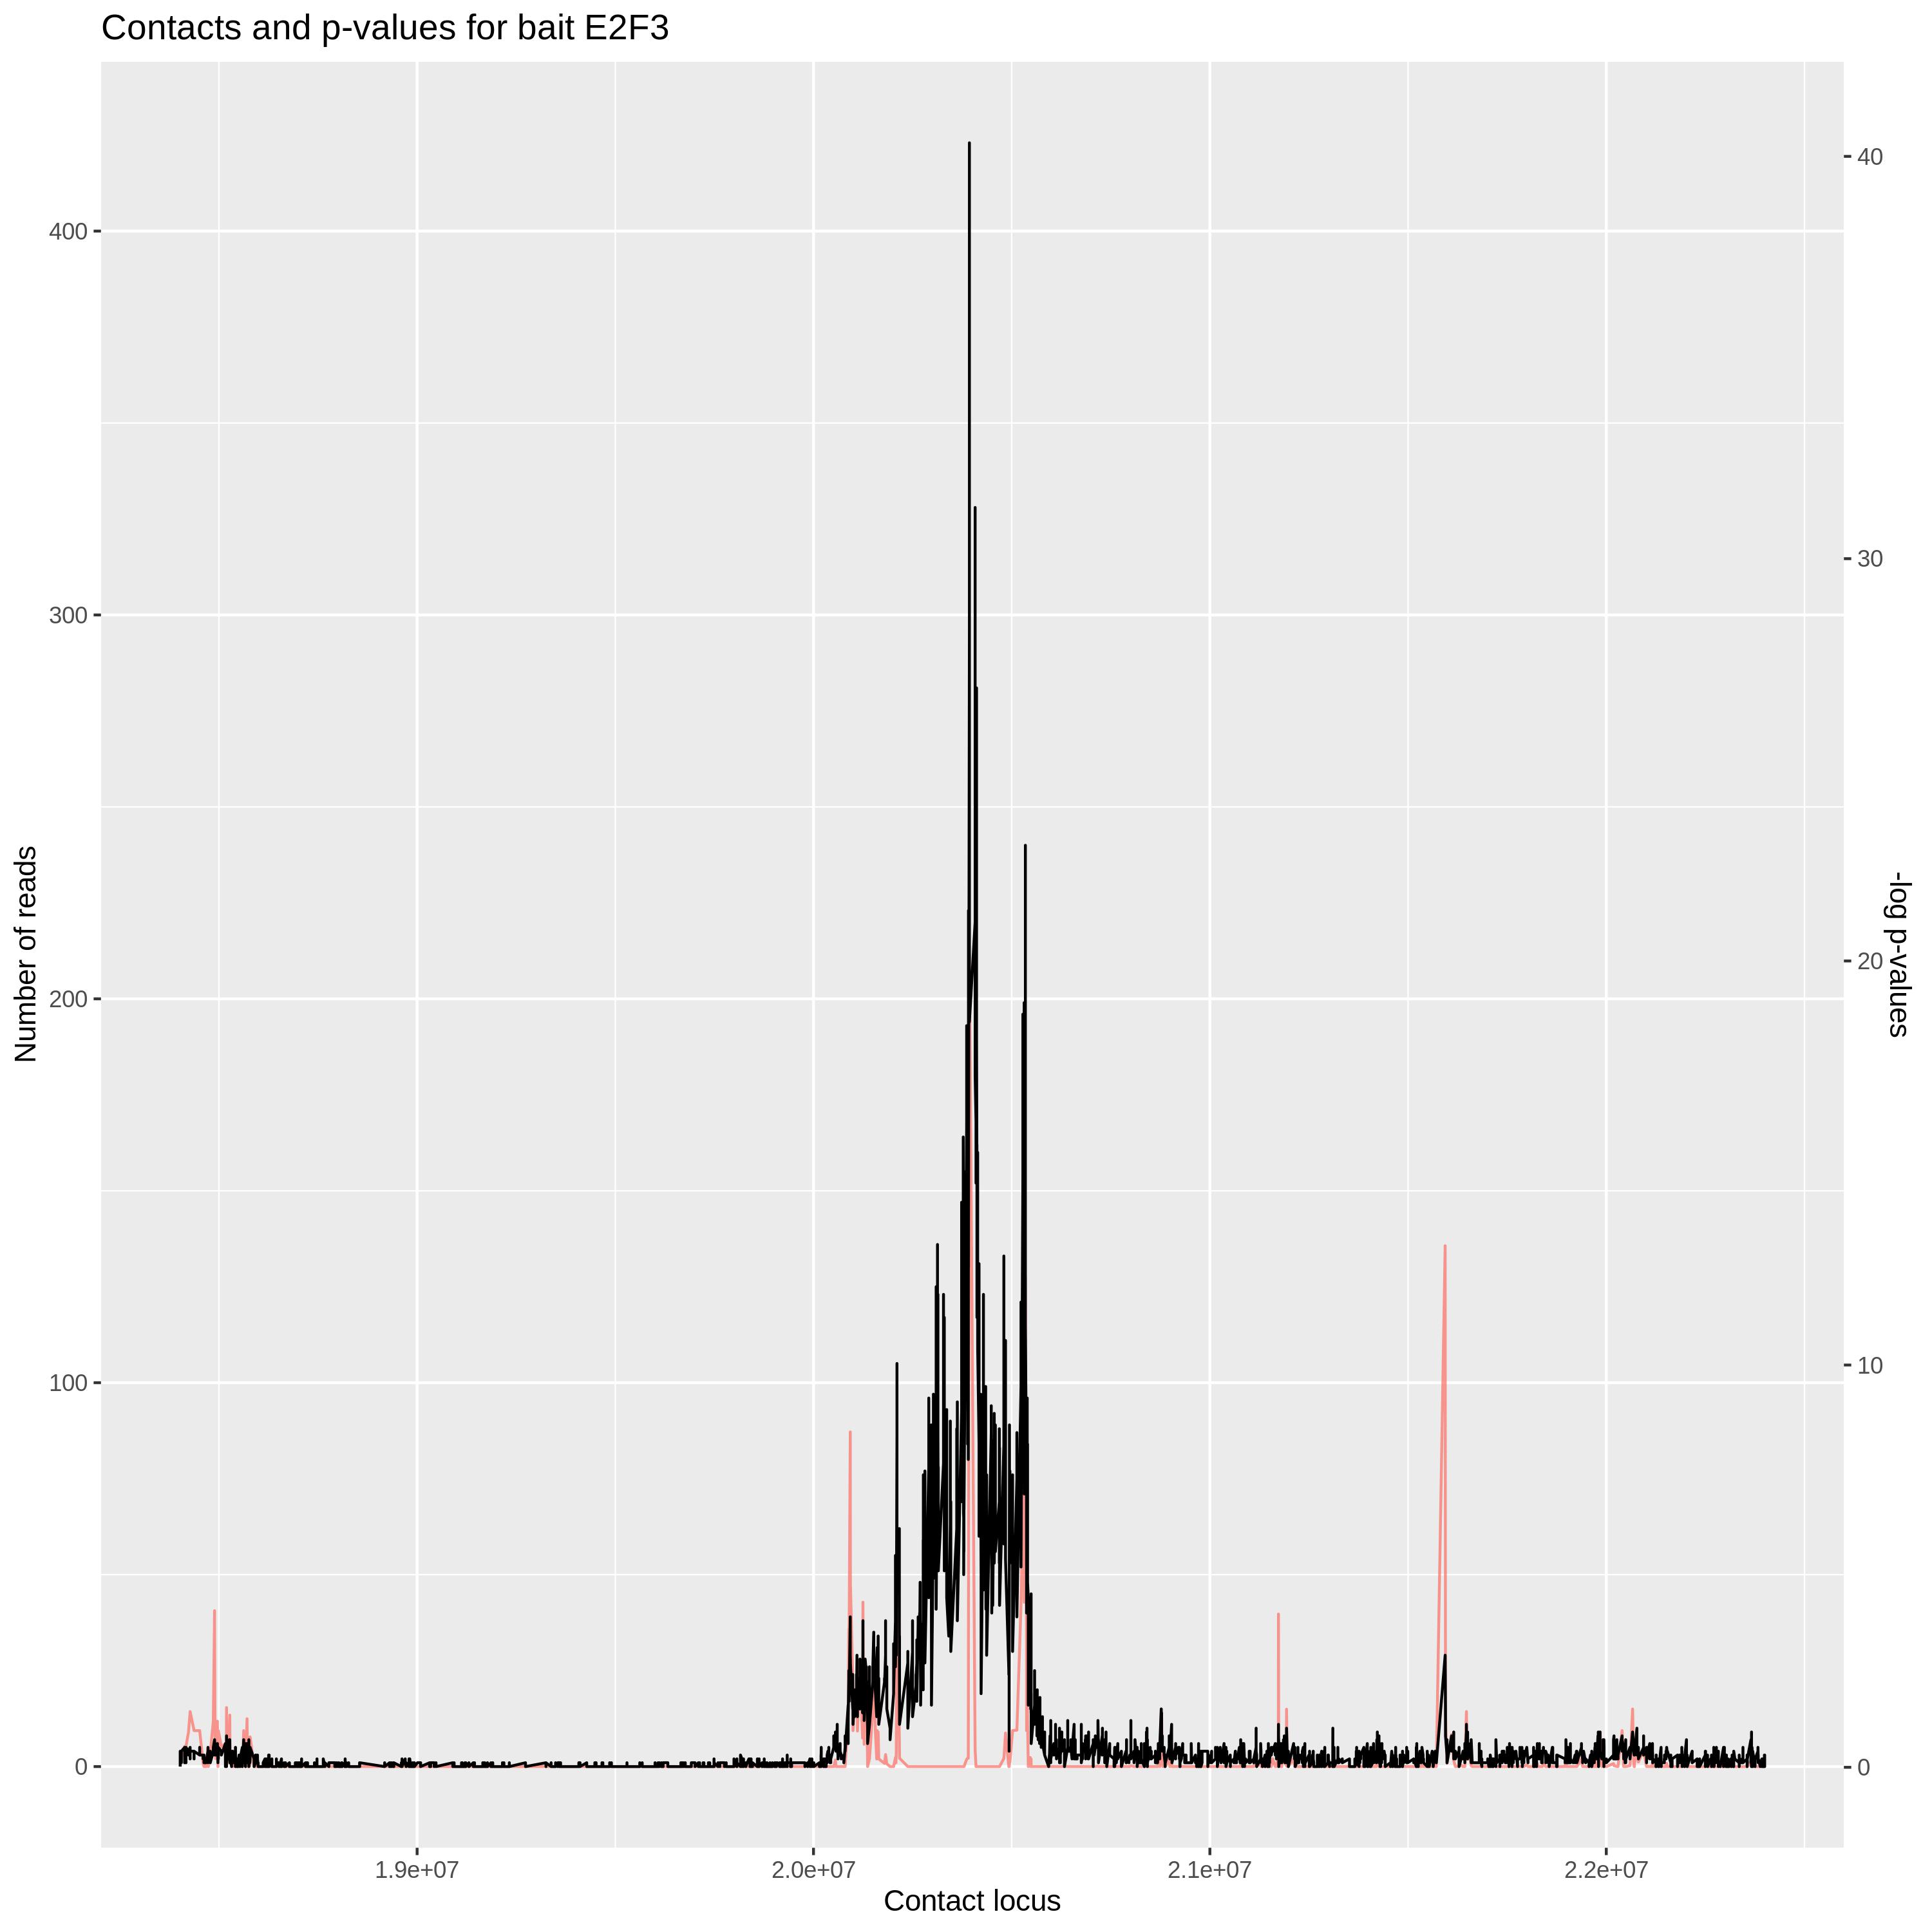 Contacts and p-values for bait E2F3
400
300
200
100
0
Number of reads
40
30
20
10
0
-log p-values
1.9e+07
2.0e+07
2.1e+07
2.2e+07
Contact locus